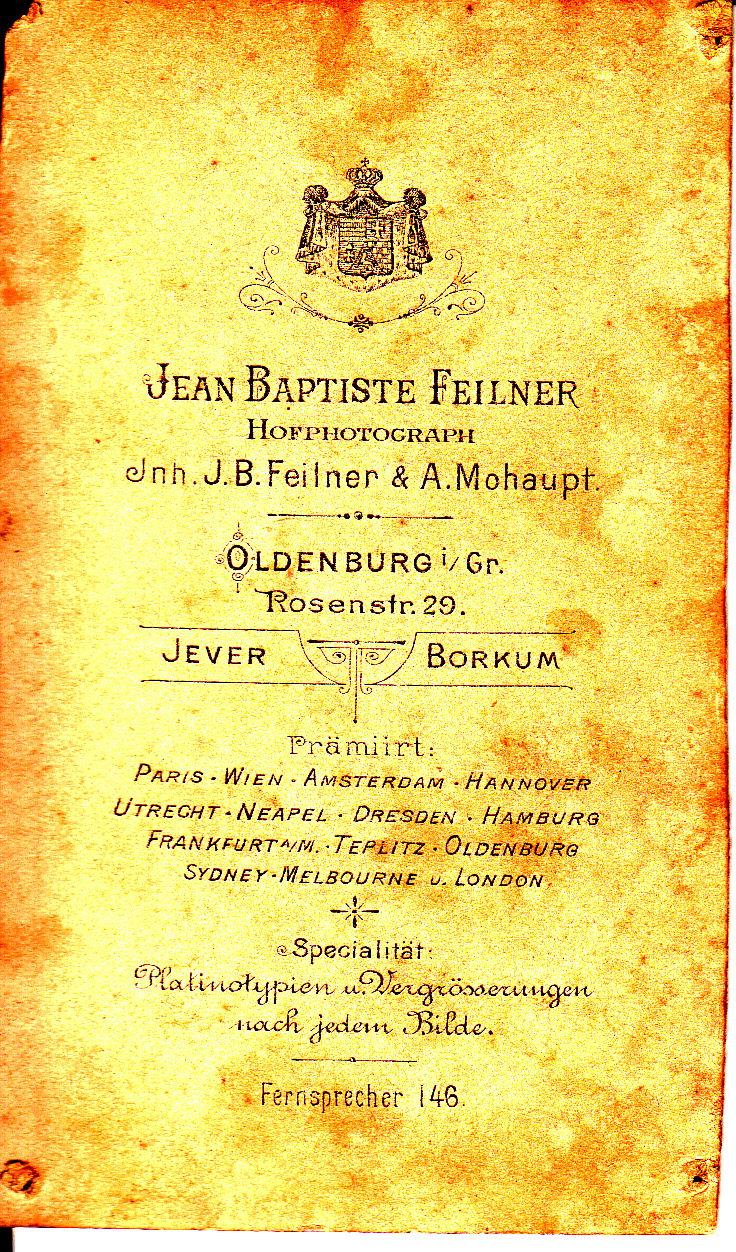 JEAN BAPTISTE FEILNER
HOFPHOTOGRAPH
Jnh. J. B. Feilner & A. Mohaupt.
OLDENBURG i/Gr.
Rosenstr. 29.
JEVER BORKUM
Prämiirt:
PARIS · WIEN · AMSTERDAM · HANNOVER
UTRECHT · NEAPEL · DRESDEN · HAMBURG
FRANKFURT A/M. · TEPLITZ · OLDENBURG
SYDNEY · MELBOURNE u. LONDON.
Specialität:
Platinotypien u. Vergrösserungen
nach jedem Bilde.
Fernsprecher 146.